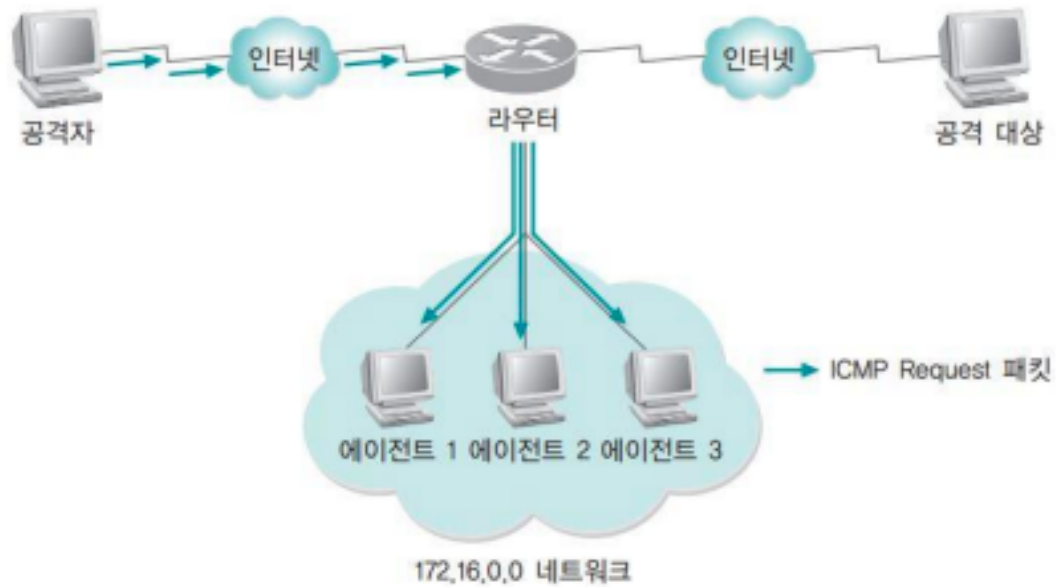 인터넷
인터넷
공격자
라우터
공격 대상
ICMP Request 패킷
에이전트 1 에이전트 2 에이전트 3
172,16,0,0 네트워크